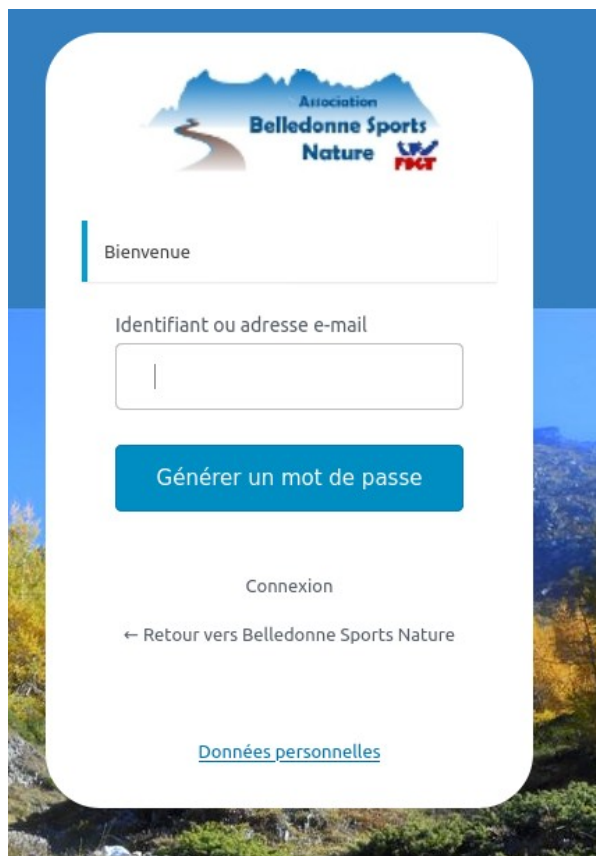 Association
Belledonne Sports
Nature
Bienvenue
Identifiant ou adresse e-mail
Générer un mot de passe
Connexion
← Retour vers Belledonne Sports Nature
Données personnelles